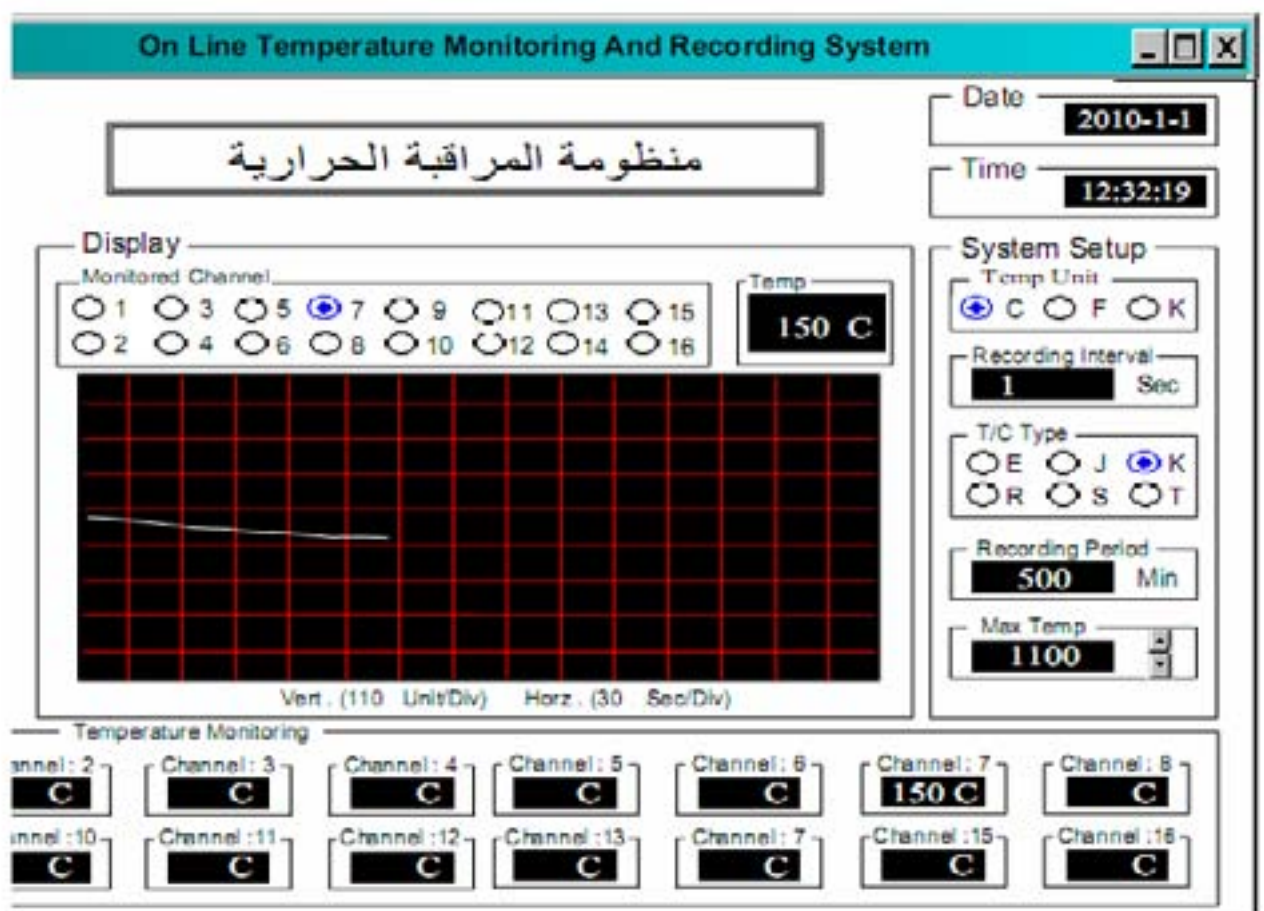 On Line Temperature Monitoring And Recording System
Date
2010-1-1
منظومة المراقبة الحرارية
Time
12:32:19
Display
Monitored Channel
1 3 5 7 9 11 13 15
2 4 6 8 10 12 14 16
Temp
150 C
Vert. (110 Unit/Div) Horz. (30 Sec/Div)
System Setup
Temp Unit
C F K
Recording Interval
1 Sec
T/C Type
E J K
R S T
Recording Period
500 Min
Max Temp
1100
Temperature Monitoring
annel: 2 Channel: 3 Channel: 4 Channel: 5 Channel: 6 Channel: 7 Channel: 8
C C C C C 150 C C
annel :10 Channel :11 Channel :12 Channel :13 Channel : 7 Channel :15 Channel :16
C C C C C C C